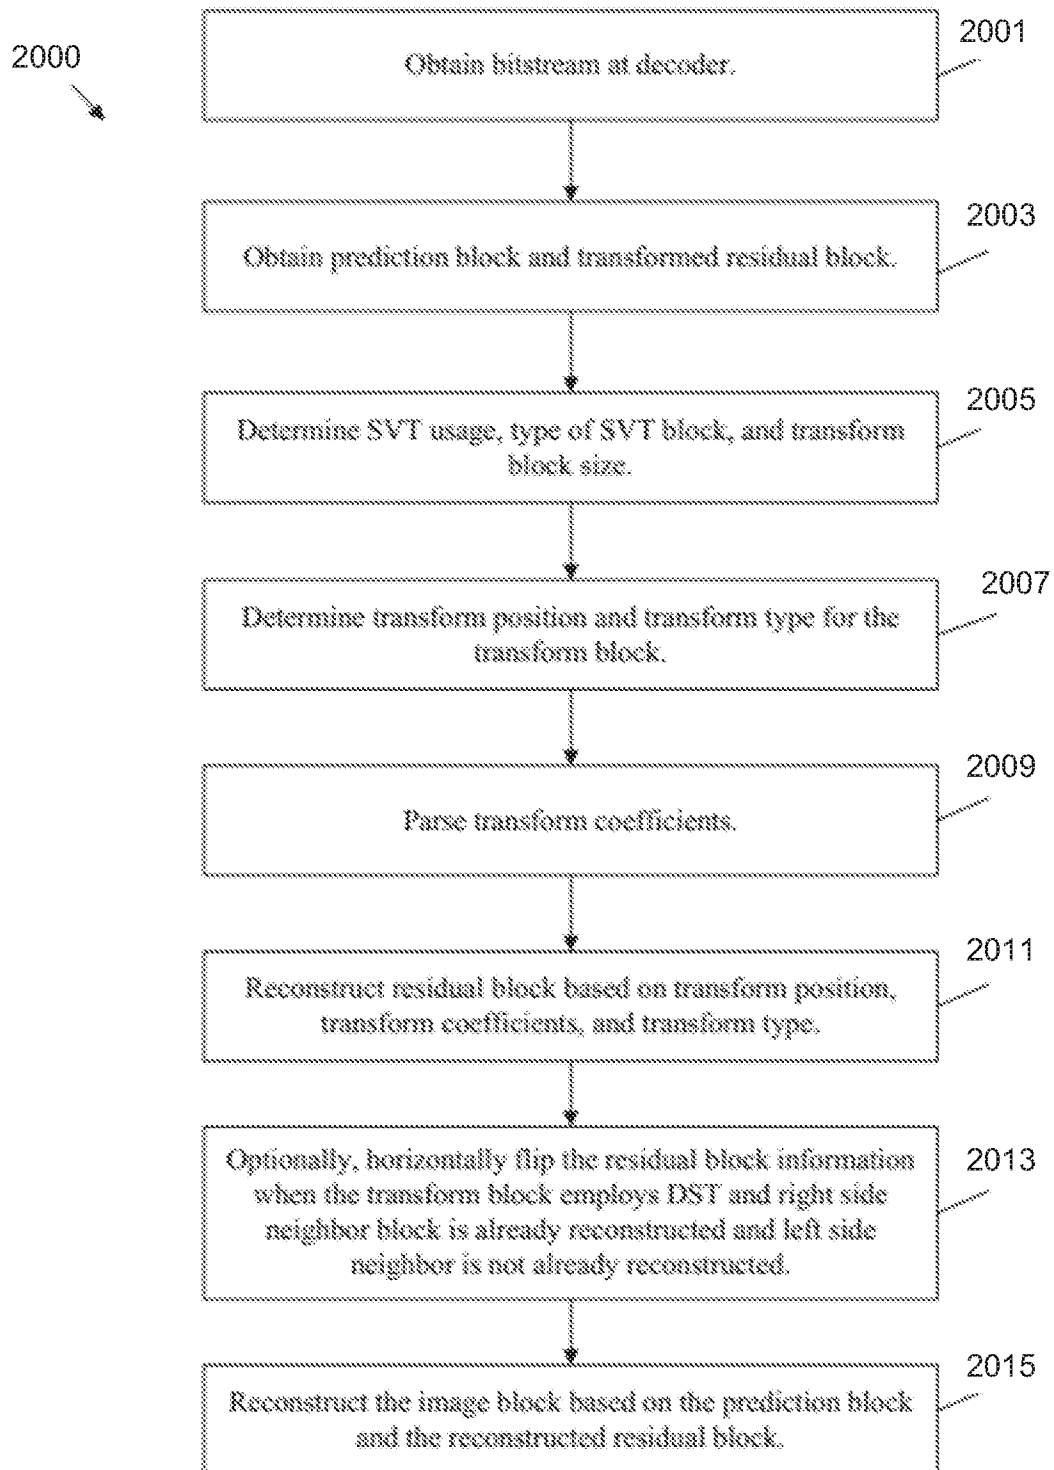 2000
2001
Obtain bitstream at decoder.
2003
Obtain prediction block and transformed residual block.
2005
Determine SVT usage, type of SVT block, and transform
block size.
2007
Determine transform position and transform type for the
transform block.
2009
Parse transform coefficients.
2011
Reconstruct residual block based on transform position,
transform coefficients, and transform type.
2013
Optionally, horizontally flip the residual block information
when the transform block employs DST and right side
neighbor block is already reconstructed and left side
neighbor is not already reconstructed.
2015
Reconstruct the image block based on the prediction block
and the reconstructed residual block.